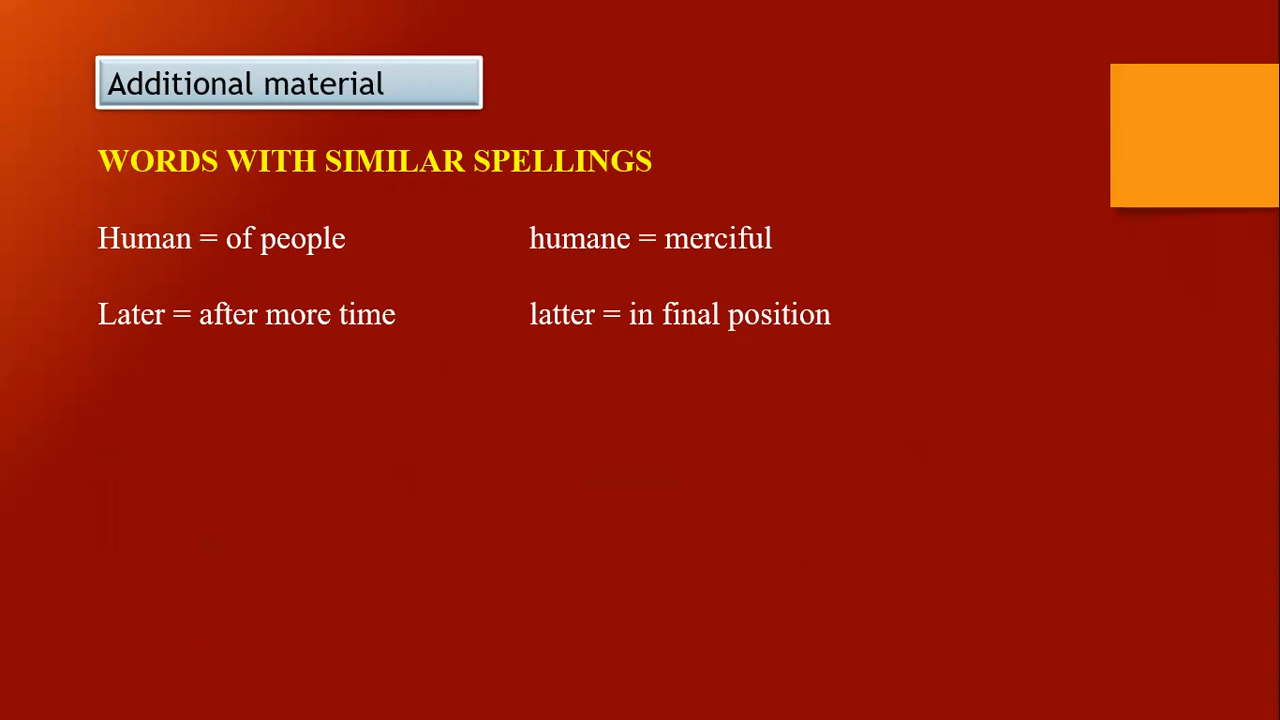 Additional material
WORDS WITH SIMILAR SPELLINGS
Human = of people humane = merciful
Later = after more time latter = in final position